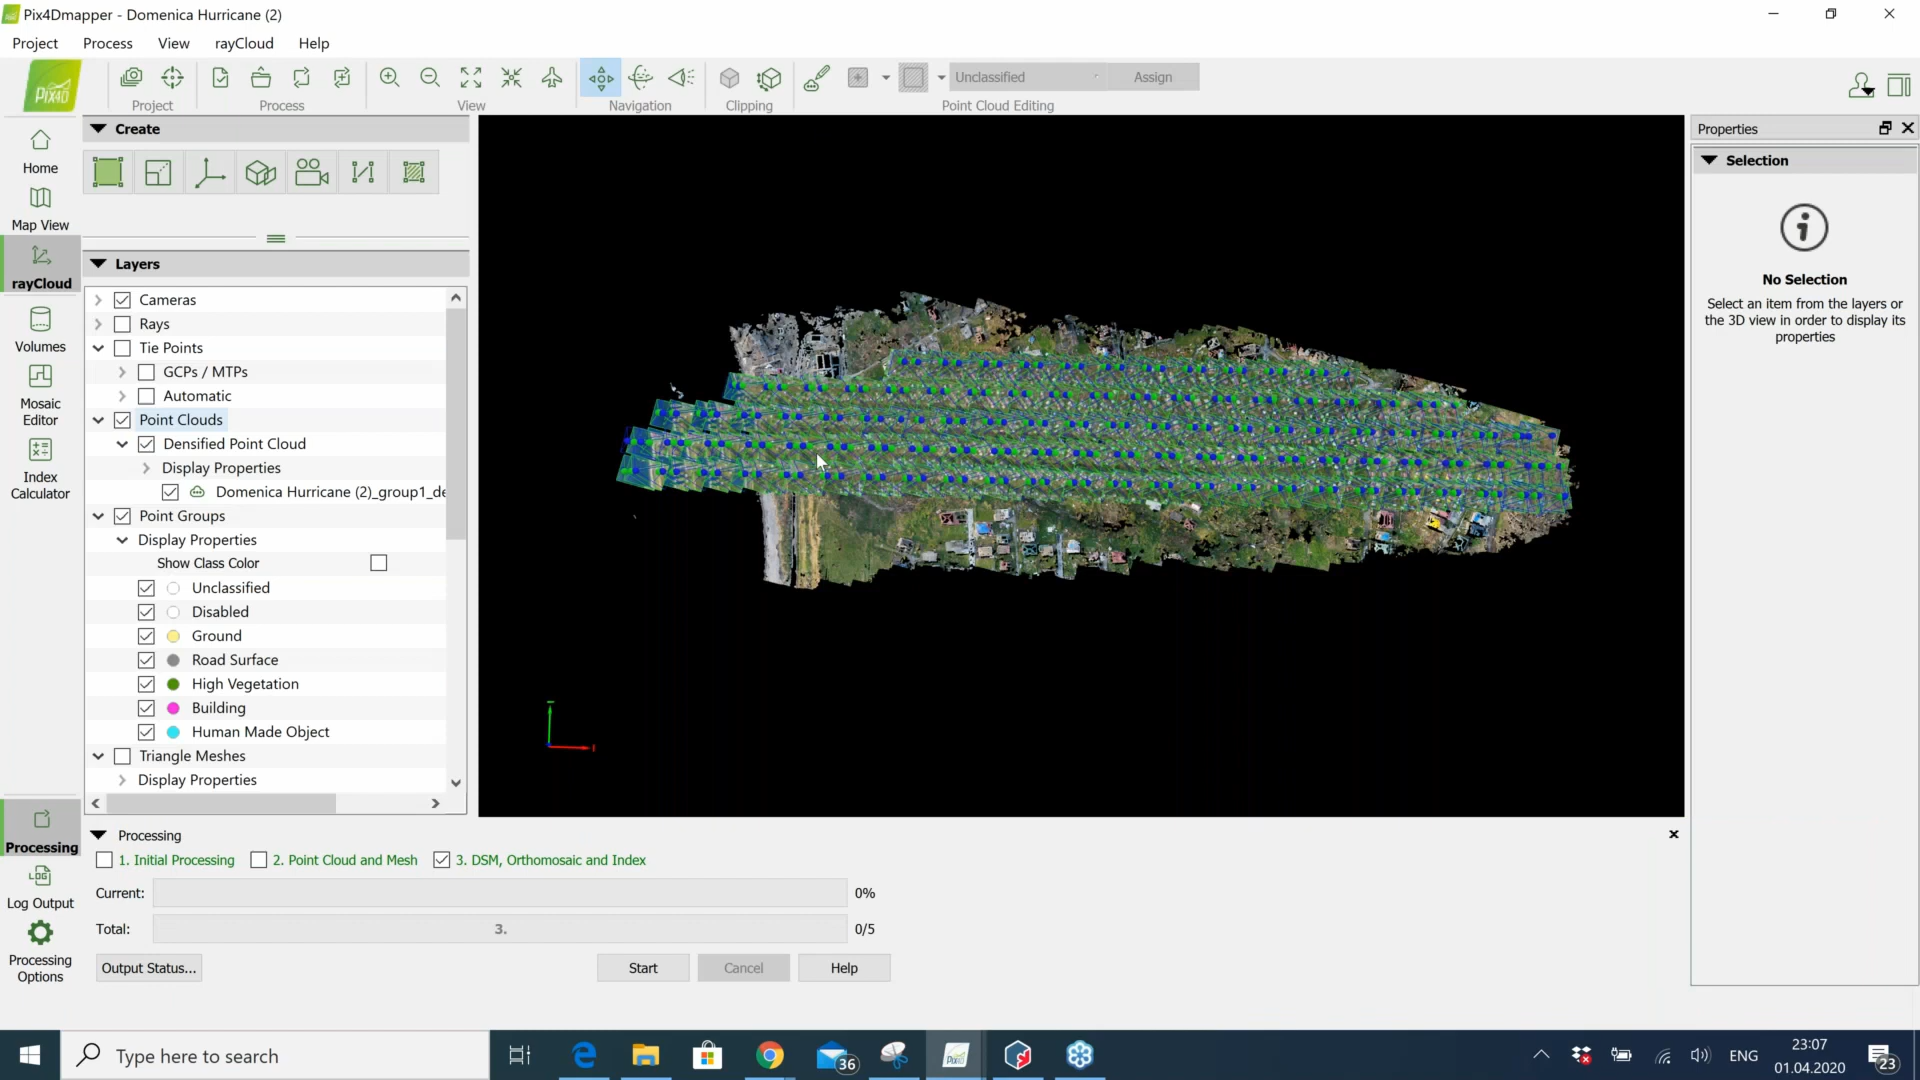 Pix4Dmapper - Domenica Hurricane (2)
Project Process View rayCloud Help
PIX4D
Project Process View Navigation Clipping Point Cloud Editing
Unclassified Assign
Home
Map View
rayCloud
Volumes
Mosaic
Editor
Index
Calculator
Processing
Log Output
Processing
Options
Create
Layers
Cameras
Rays
Tie Points
GCPs / MTPs
Automatic
Point Clouds
Densified Point Cloud
Display Properties
Domenica Hurricane (2)_group1_de
Point Groups
Display Properties
Show Class Color
Unclassified
Disabled
Ground
Road Surface
High Vegetation
Building
Human Made Object
Triangle Meshes
Display Properties
Properties
Selection
No Selection
Select an item from the layers or
the 3D view in order to display its
properties
Processing
1. Initial Processing 2. Point Cloud and Mesh 3. DSM, Orthomosaic and Index
Current: 0%
Total: 3. 0/5
Output Status... Start Cancel Help
Type here to search
36
ENG
23:07
01.04.2020
23